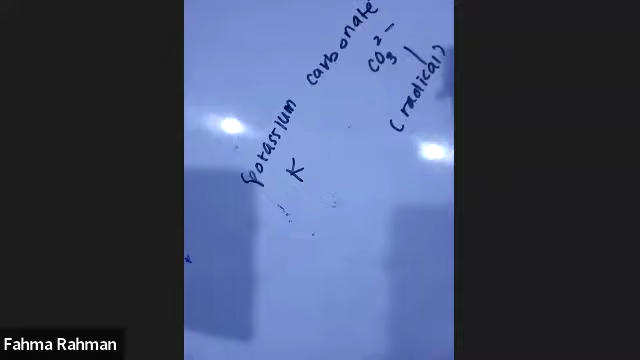 potassium carbonate
K CO₃²⁻
(radical)
Fahma Rahman